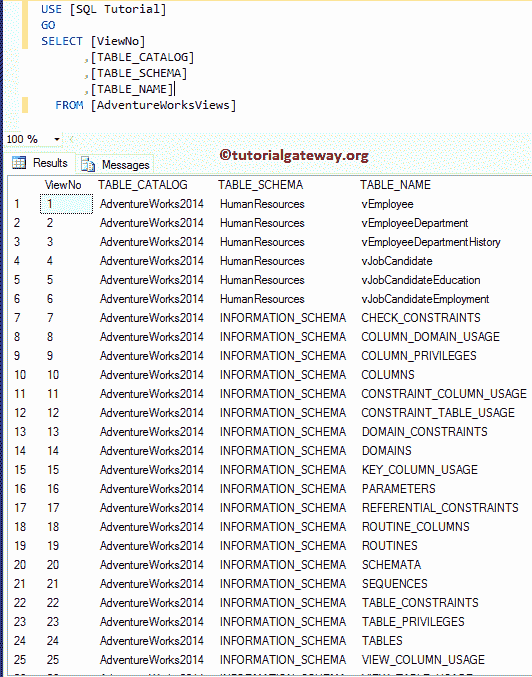 USE [SQL Tutorial]
GO
SELECT [ViewNo]
,[TABLE_CATALOG]
,[TABLE_SCHEMA]
,[TABLE_NAME]
FROM [AdventureWorksViews]
100 %
©tutorialgateway.org
Results Messages
ViewNo TABLE_CATALOG TABLE_SCHEMA TABLE_NAME
1 1 AdventureWorks2014 HumanResources vEmployee
2 2 AdventureWorks2014 HumanResources vEmployeeDepartment
3 3 AdventureWorks2014 HumanResources vEmployeeDepartmentHistory
4 4 AdventureWorks2014 HumanResources vJobCandidate
5 5 AdventureWorks2014 HumanResources vJobCandidateEducation
6 6 AdventureWorks2014 HumanResources vJobCandidateEmployment
7 7 AdventureWorks2014 INFORMATION_SCHEMA CHECK_CONSTRAINTS
8 8 AdventureWorks2014 INFORMATION_SCHEMA COLUMN_DOMAIN_USAGE
9 9 AdventureWorks2014 INFORMATION_SCHEMA COLUMN_PRIVILEGES
10 10 AdventureWorks2014 INFORMATION_SCHEMA COLUMNS
11 11 AdventureWorks2014 INFORMATION_SCHEMA CONSTRAINT_COLUMN_USAGE
12 12 AdventureWorks2014 INFORMATION_SCHEMA CONSTRAINT_TABLE_USAGE
13 13 AdventureWorks2014 INFORMATION_SCHEMA DOMAIN_CONSTRAINTS
14 14 AdventureWorks2014 INFORMATION_SCHEMA DOMAINS
15 15 AdventureWorks2014 INFORMATION_SCHEMA KEY_COLUMN_USAGE
16 16 AdventureWorks2014 INFORMATION_SCHEMA PARAMETERS
17 17 AdventureWorks2014 INFORMATION_SCHEMA REFERENTIAL_CONSTRAINTS
18 18 AdventureWorks2014 INFORMATION_SCHEMA ROUTINE_COLUMNS
19 19 AdventureWorks2014 INFORMATION_SCHEMA ROUTINES
20 20 AdventureWorks2014 INFORMATION_SCHEMA SCHEMATA
21 21 AdventureWorks2014 INFORMATION_SCHEMA SEQUENCES
22 22 AdventureWorks2014 INFORMATION_SCHEMA TABLE_CONSTRAINTS
23 23 AdventureWorks2014 INFORMATION_SCHEMA TABLE_PRIVILEGES
24 24 AdventureWorks2014 INFORMATION_SCHEMA TABLES
25 25 AdventureWorks2014 INFORMATION_SCHEMA VIEW_COLUMN_USAGE